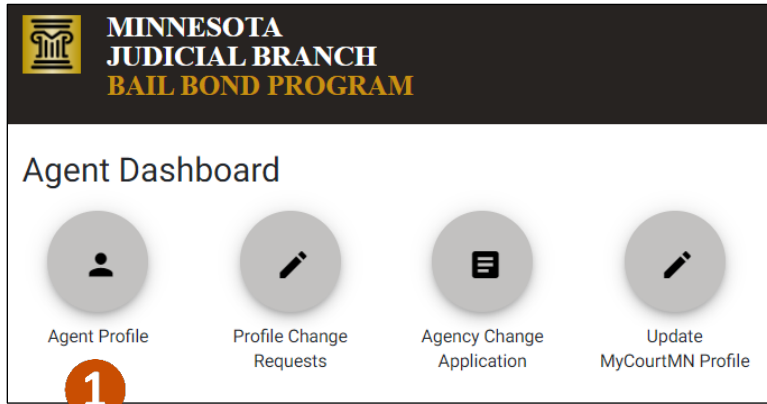 MINNESOTA
JUDICIAL BRANCH
BAIL BOND PROGRAM
Agent Dashboard
Agent Profile
Profile Change
Requests
Agency Change
Application
Update
MyCourtMN Profile
1